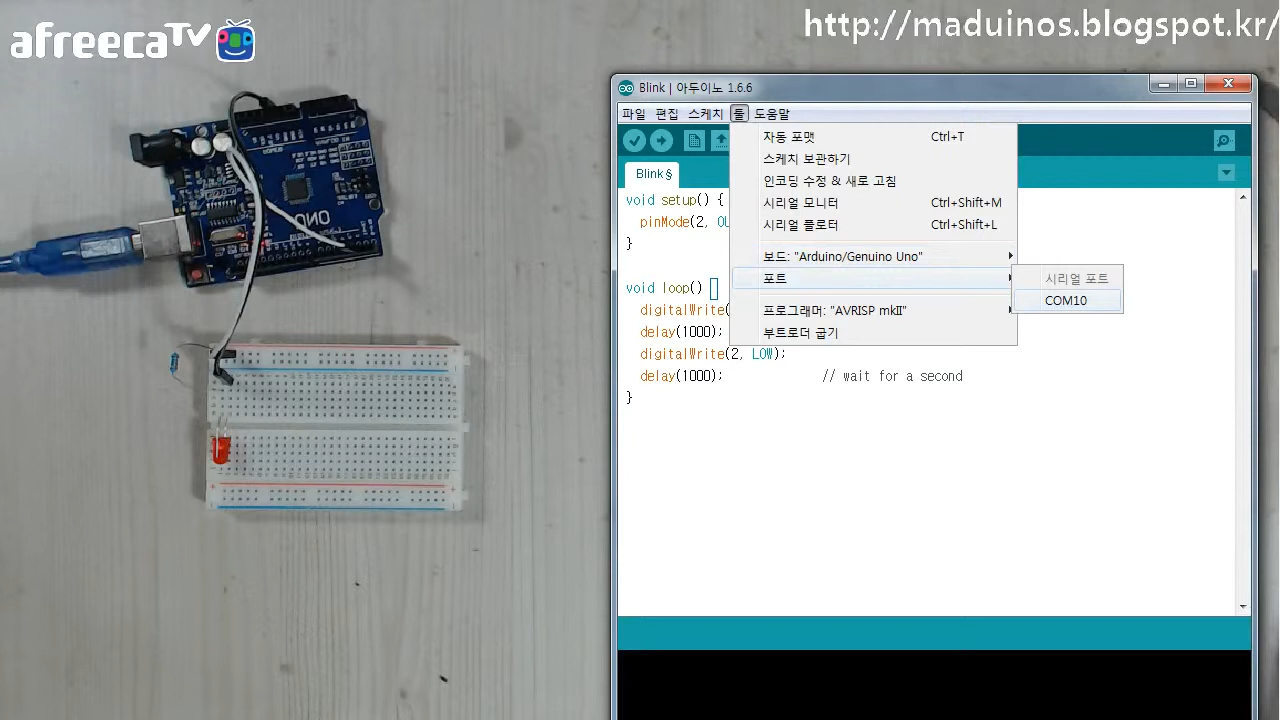 afreecaTV
http://maduinos.blogspot.kr/
Blink | 아두이노 1.6.6
파일 편집 스케치 툴 도움말
자동 포맷 Ctrl+T
스케치 보관하기
인코딩 수정 & 새로 고침
시리얼 모니터 Ctrl+Shift+M
시리얼 플로터 Ctrl+Shift+L
보드: "Arduino/Genuino Uno"
포트
시리얼 포트
COM10
프로그래머: "AVRISP mkII"
부트로더 굽기
Blink§
void setup() {
pinMode(2, OU
}
void loop()
digitalWrite(
delay(1000);
digitalWrite(2, LOW);
delay(1000); // wait for a second
}
UNO